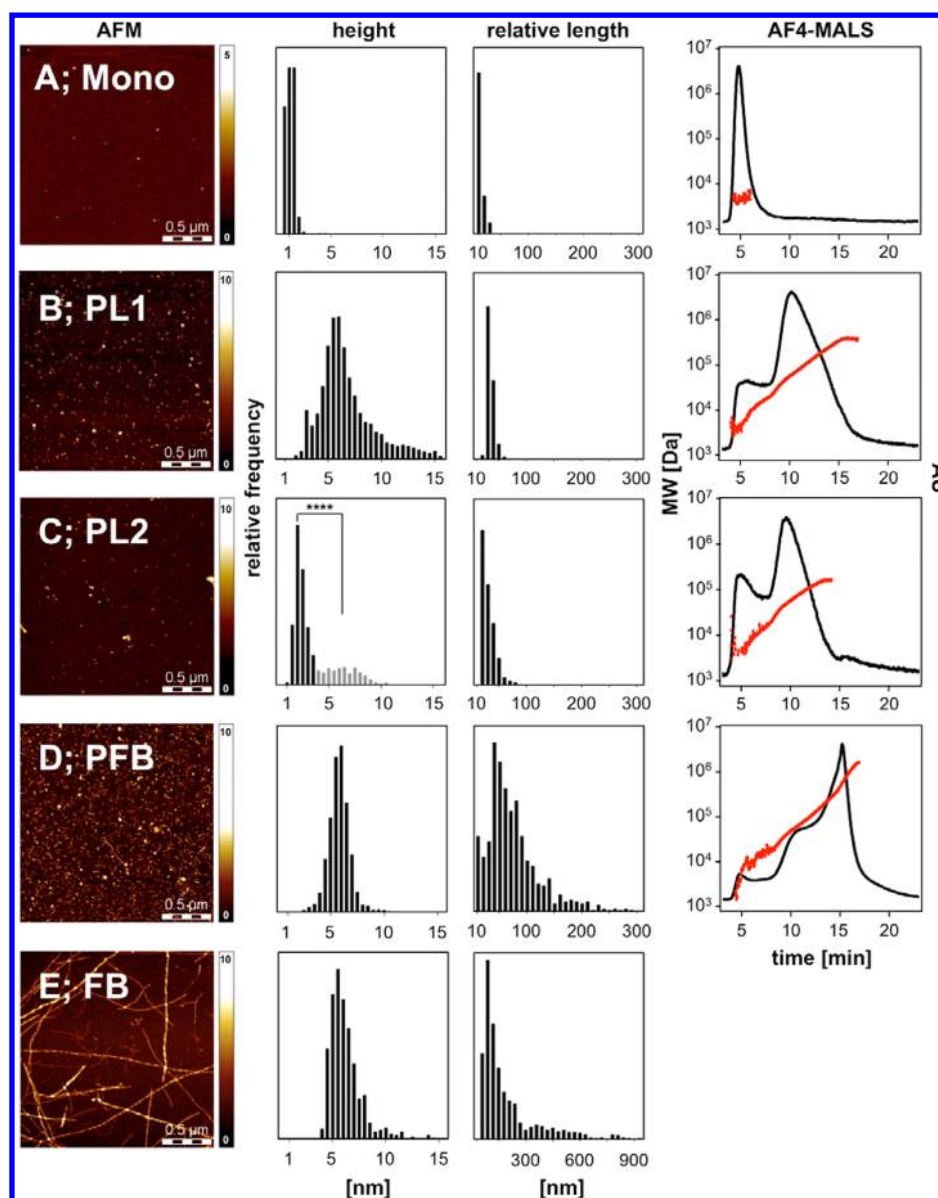 AFM height relative length AF4-MALS
A; Mono
5
0
0.5 µm
1 5 10 15
10 100 200 300
10⁷
10⁶
10⁵
10⁴
10³
5 10 15 20
B; PL1
10
0
0.5 µm
1 5 10 15
10 100 200 300
10⁷
10⁶
10⁵
10⁴
10³
5 10 15 20
C; PL2
10
0
0.5 µm
****
1 5 10 15
10 100 200 300
10⁷
10⁶
10⁵
10⁴
10³
5 10 15 20
D; PFB
10
0
0.5 µm
1 5 10 15
10 100 200 300
10⁷
10⁶
10⁵
10⁴
10³
5 10 15 20
time [min]
E; FB
10
0
0.5 µm
1 5 10 15
300 600 900
[nm] [nm]
relative frequency
MW [Da]